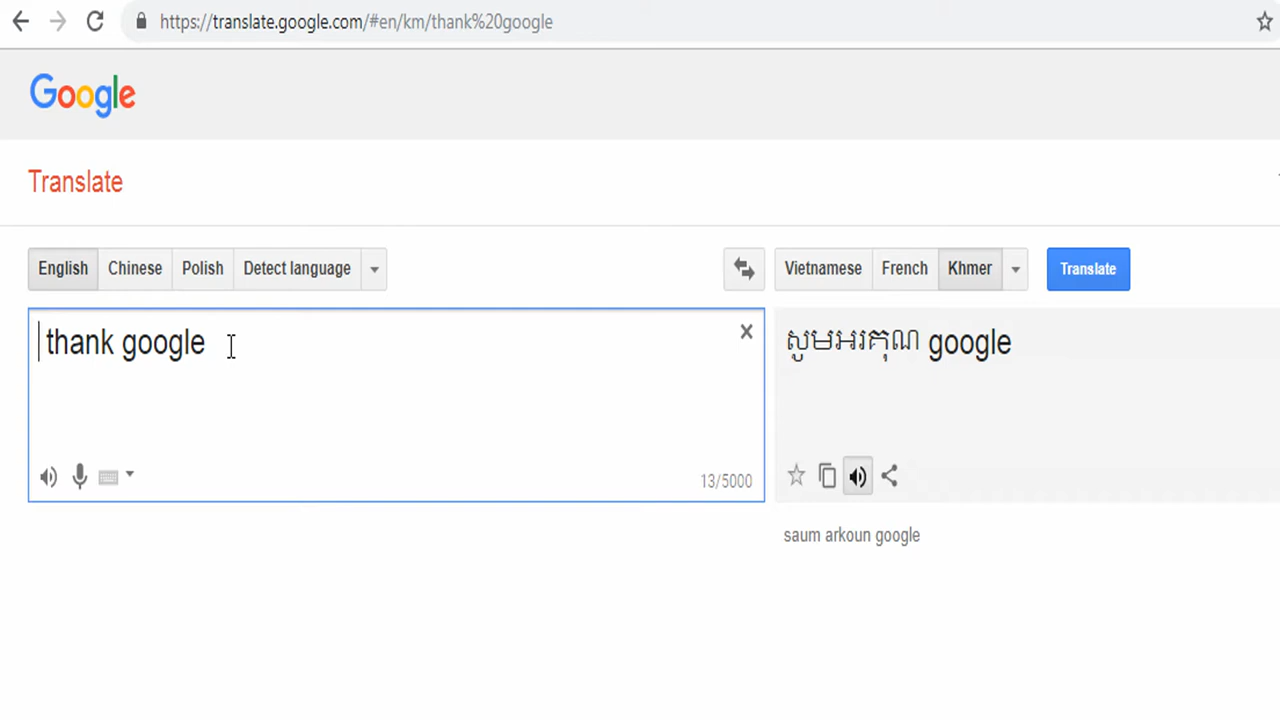 https://translate.google.com/#en/km/thank%20google
Google
Translate
English Chinese Polish Detect language Vietnamese French Khmer Translate
thank google
សូមអរគុណ google
13/5000
saum arkoun google